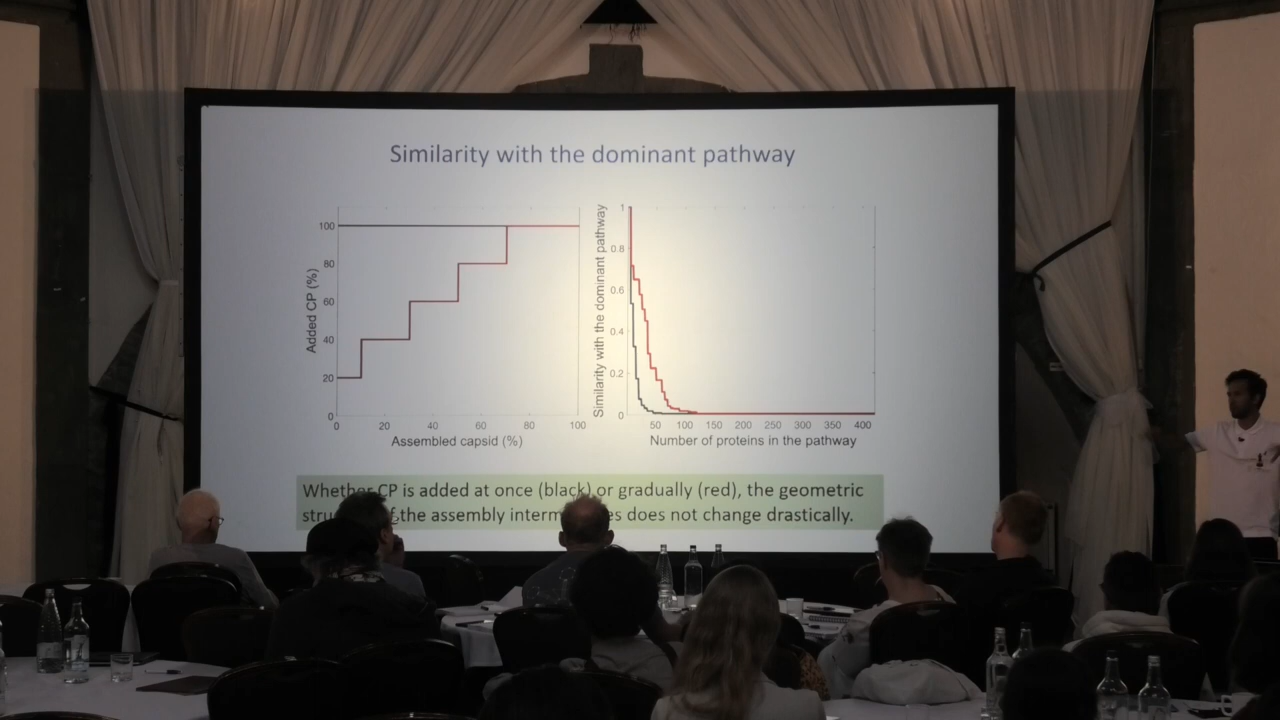 Similarity with the dominant pathway
Added CP (%)
100
80
60
40
20
0
0 20 40 60 80 100
Assembled capsid (%)
Similarity with the dominant pathway
1
0.8
0.6
0.4
0.2
0
50 100 150 200 250 300 350 400
Number of proteins in the pathway
Whether CP is added at once (black) or gradually (red), the geometric
the assembly does not change drastically.